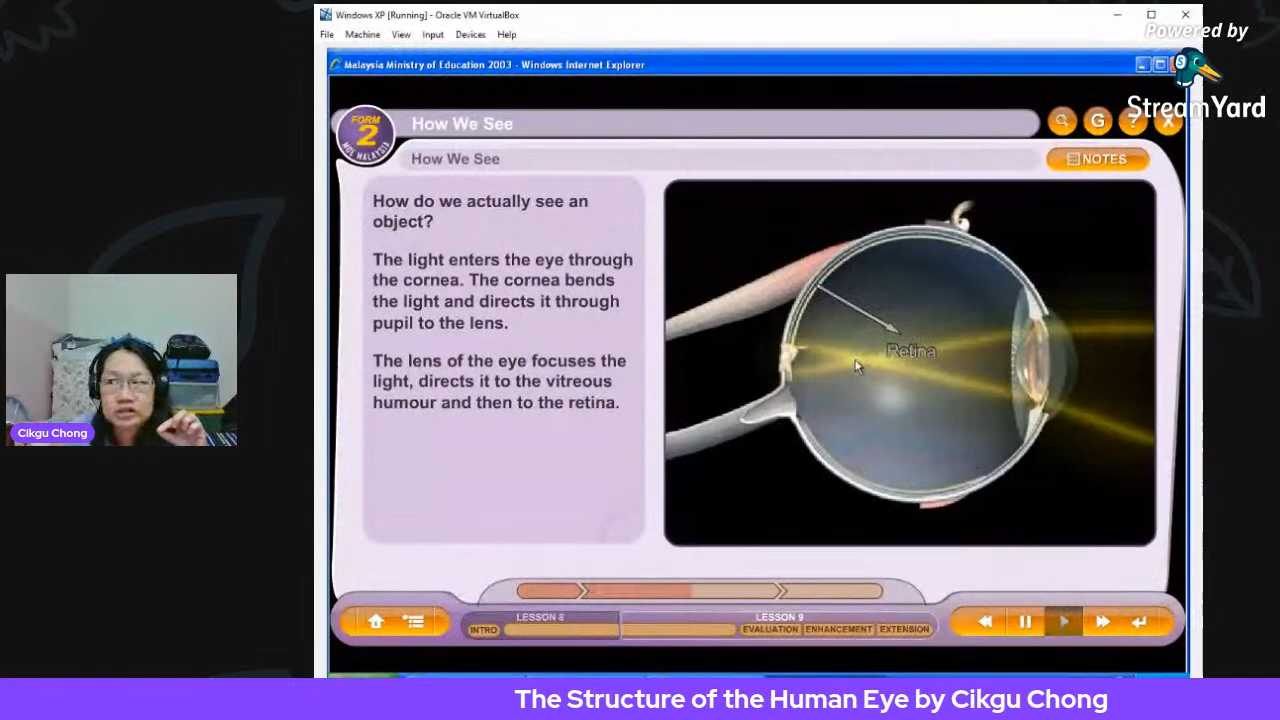 Windows XP [Running] - Oracle VM VirtualBox
File Machine View Input Devices Help
Powered by
StreamYard
Malaysia Ministry of Education 2003 - Windows Internet Explorer
FORM
2
MOE MALAYSIA
How We See
G ? X
How We See
NOTES
How do we actually see an
object?
The light enters the eye through
the cornea. The cornea bends
the light and directs it through
pupil to the lens.
The lens of the eye focuses the
light, directs it to the vitreous
humour and then to the retina.
Retina
Cikgu Chong
LESSON 8
LESSON 9
INTRO
EVALUATION ENHANCEMENT EXTENSION
The Structure of the Human Eye by Cikgu Chong